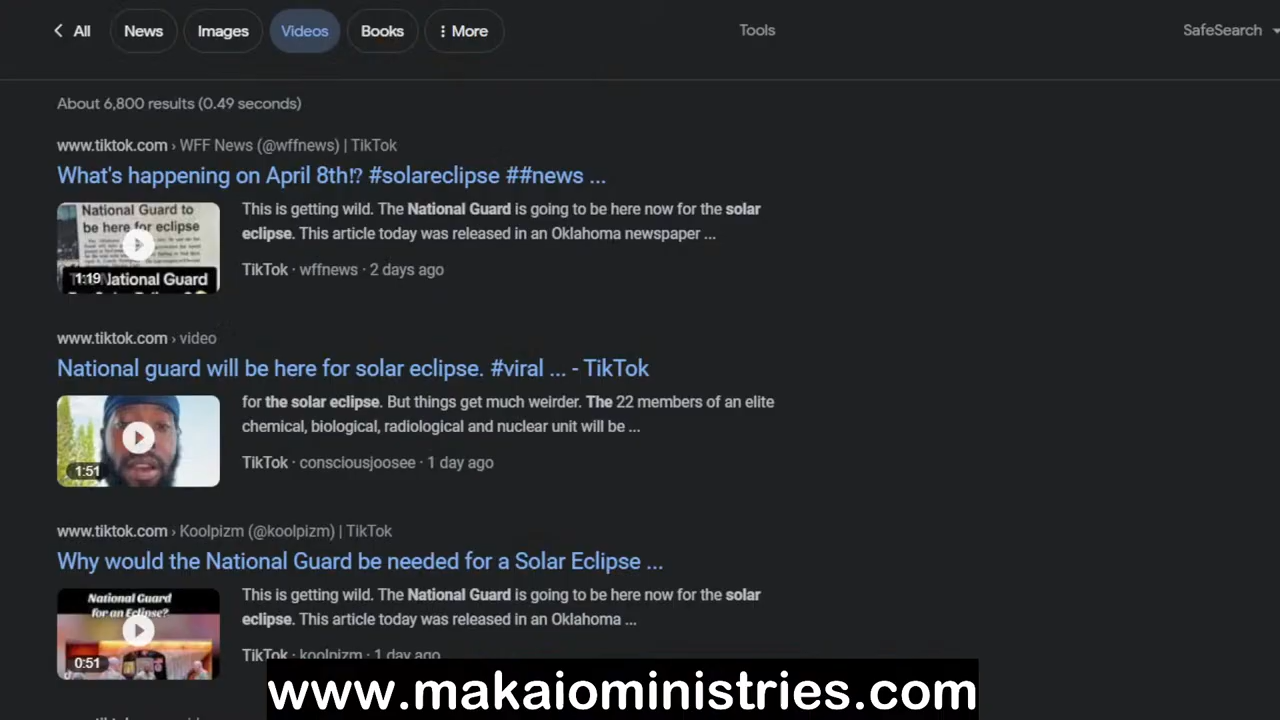 All
News
Images
Videos
Books
More
Tools
SafeSearch
About 6,800 results (0.49 seconds)
www.tiktok.com › WFF News (@wffnews) | TikTok
What's happening on April 8th!? #solareclipse ##news ...
National Guard to
be here for eclipse
1:19
National Guard
This is getting wild. The National Guard is going to be here now for the solar
eclipse. This article today was released in an Oklahoma newspaper ...
TikTok · wffnews · 2 days ago
www.tiktok.com › video
National guard will be here for solar eclipse. #viral ... - TikTok
1:51
for the solar eclipse. But things get much weirder. The 22 members of an elite
chemical, biological, radiological and nuclear unit will be ...
TikTok · consciousjoosee · 1 day ago
www.tiktok.com › Koolpizm (@koolpizm) | TikTok
Why would the National Guard be needed for a Solar Eclipse ...
National Guard
for an Eclipse?
0:51
This is getting wild. The National Guard is going to be here now for the solar
eclipse. This article today was released in an Oklahoma ...
TikTok · koolpizm · 1 day ago
www.makaioministries.com